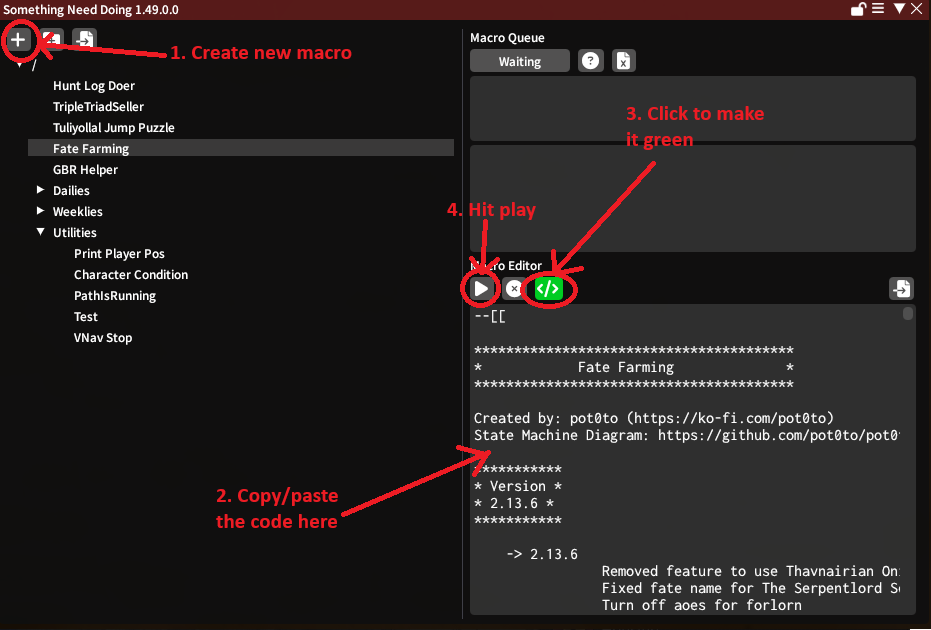 Something Need Doing 1.49.0.0
1. Create new macro
/
Hunt Log Doer
TripleTriadSeller
Tuliyollal Jump Puzzle
Fate Farming
GBR Helper
Dailies
Weeklies
Utilities
Print Player Pos
Character Condition
PathIsRunning
Test
VNav Stop
2. Copy/paste
the code here
Macro Queue
Waiting
3. Click to make
it green
4. Hit play
Macro Editor
</>
--[[
****************************************
* Fate Farming *
****************************************
Created by: pot0to (https://ko-fi.com/pot0to)
State Machine Diagram: https://github.com/pot0to/pot0
***********
* Version *
* 2.13.6 *
***********
-> 2.13.6
Removed feature to use Thavnairian On
Fixed fate name for The Serpentlord S
Turn off aoes for forlorn